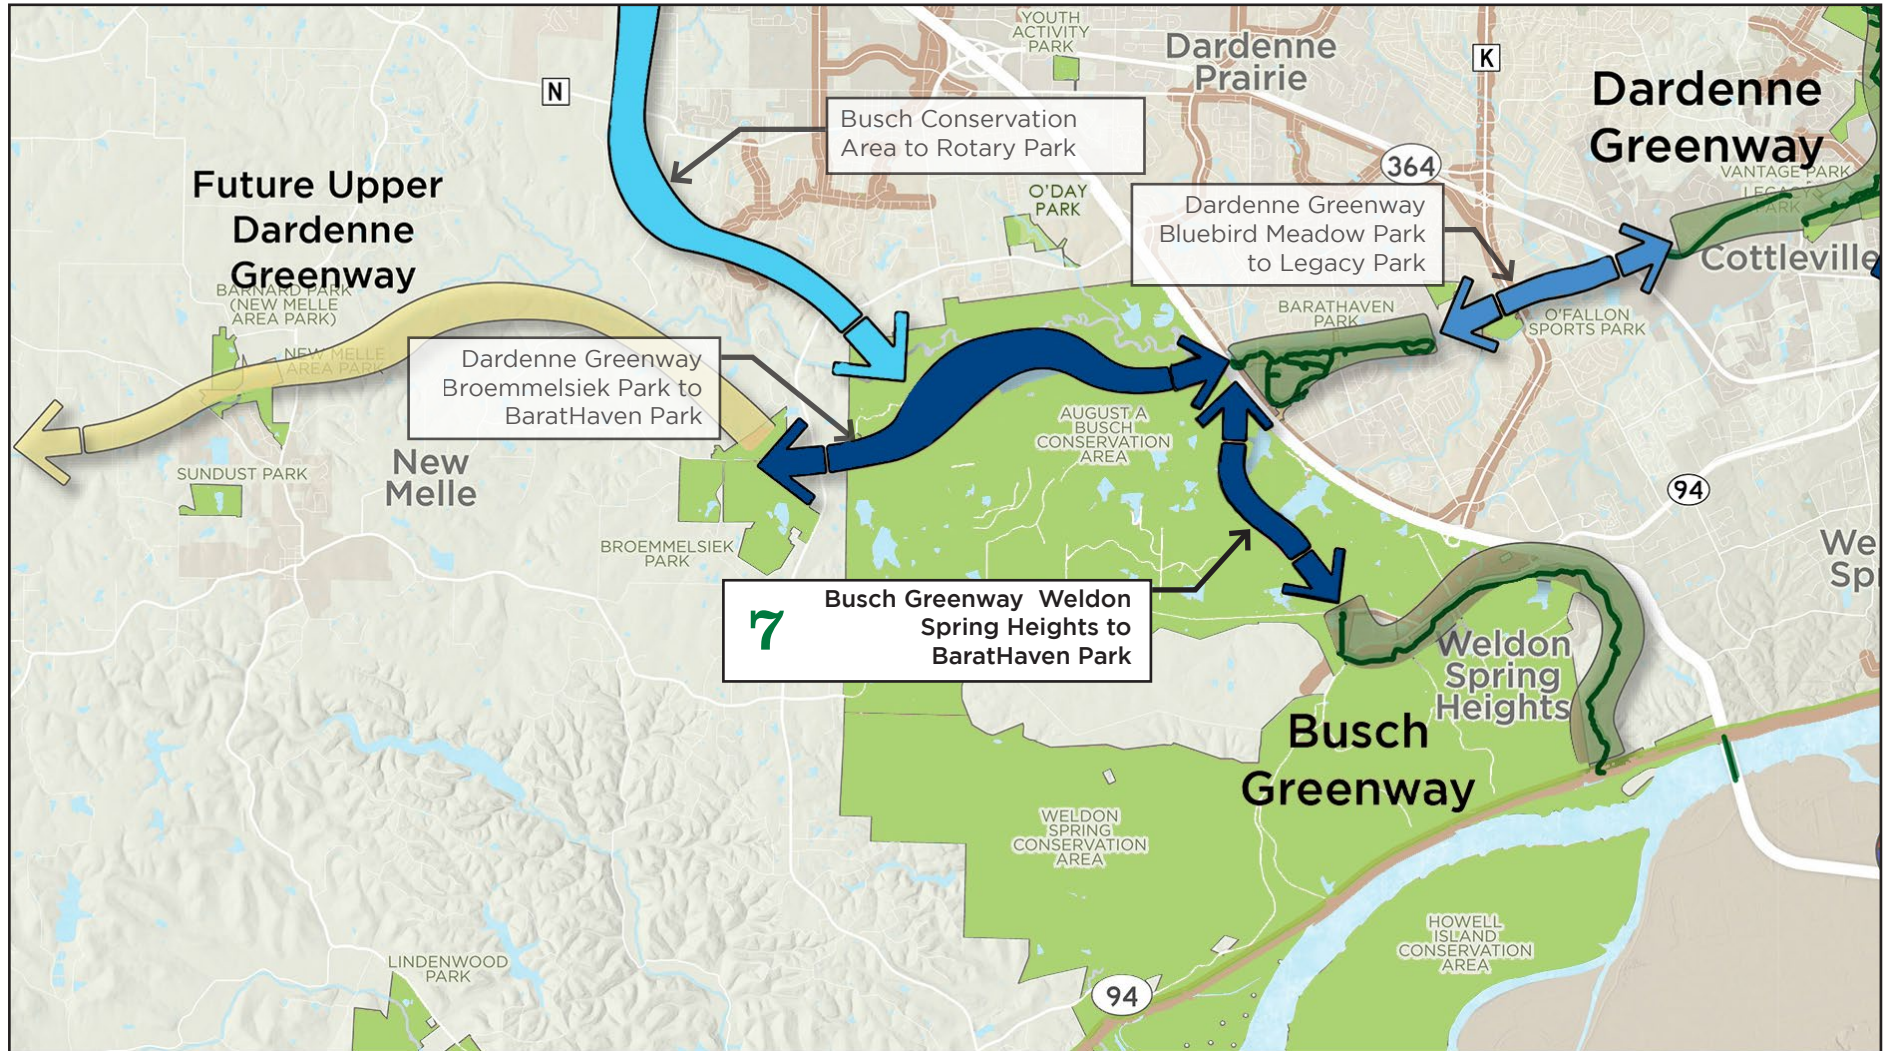 YOUTH
ACTIVITY
PARK
Dardenne
Prairie
K
N
Dardenne
Greenway
Busch Conservation
Area to Rotary Park
364
VANTAGE PARK
LEGACY
PARK
Future Upper
Dardenne
Greenway
O'DAY
PARK
Dardenne Greenway
Bluebird Meadow Park
to Legacy Park
Cottleville
BARNARD PARK
(NEW MELLE
AREA PARK)
BARATHAVEN
PARK
O'FALLON
SPORTS PARK
NEW MELLE
AREA PARK
Dardenne Greenway
Broemmelsiek Park to
BaratHaven Park
AUGUST A
BUSCH
CONSERVATION
AREA
SUNDUST PARK
New
Melle
94
BROEMMELSIEK
PARK
We
Sp
7
Busch Greenway Weldon
Spring Heights to
BaratHaven Park
Weldon
Spring
Heights
Busch
Greenway
WELDON
SPRING
CONSERVATION
AREA
HOWELL
ISLAND
CONSERVATION
AREA
LINDENWOOD
PARK
94